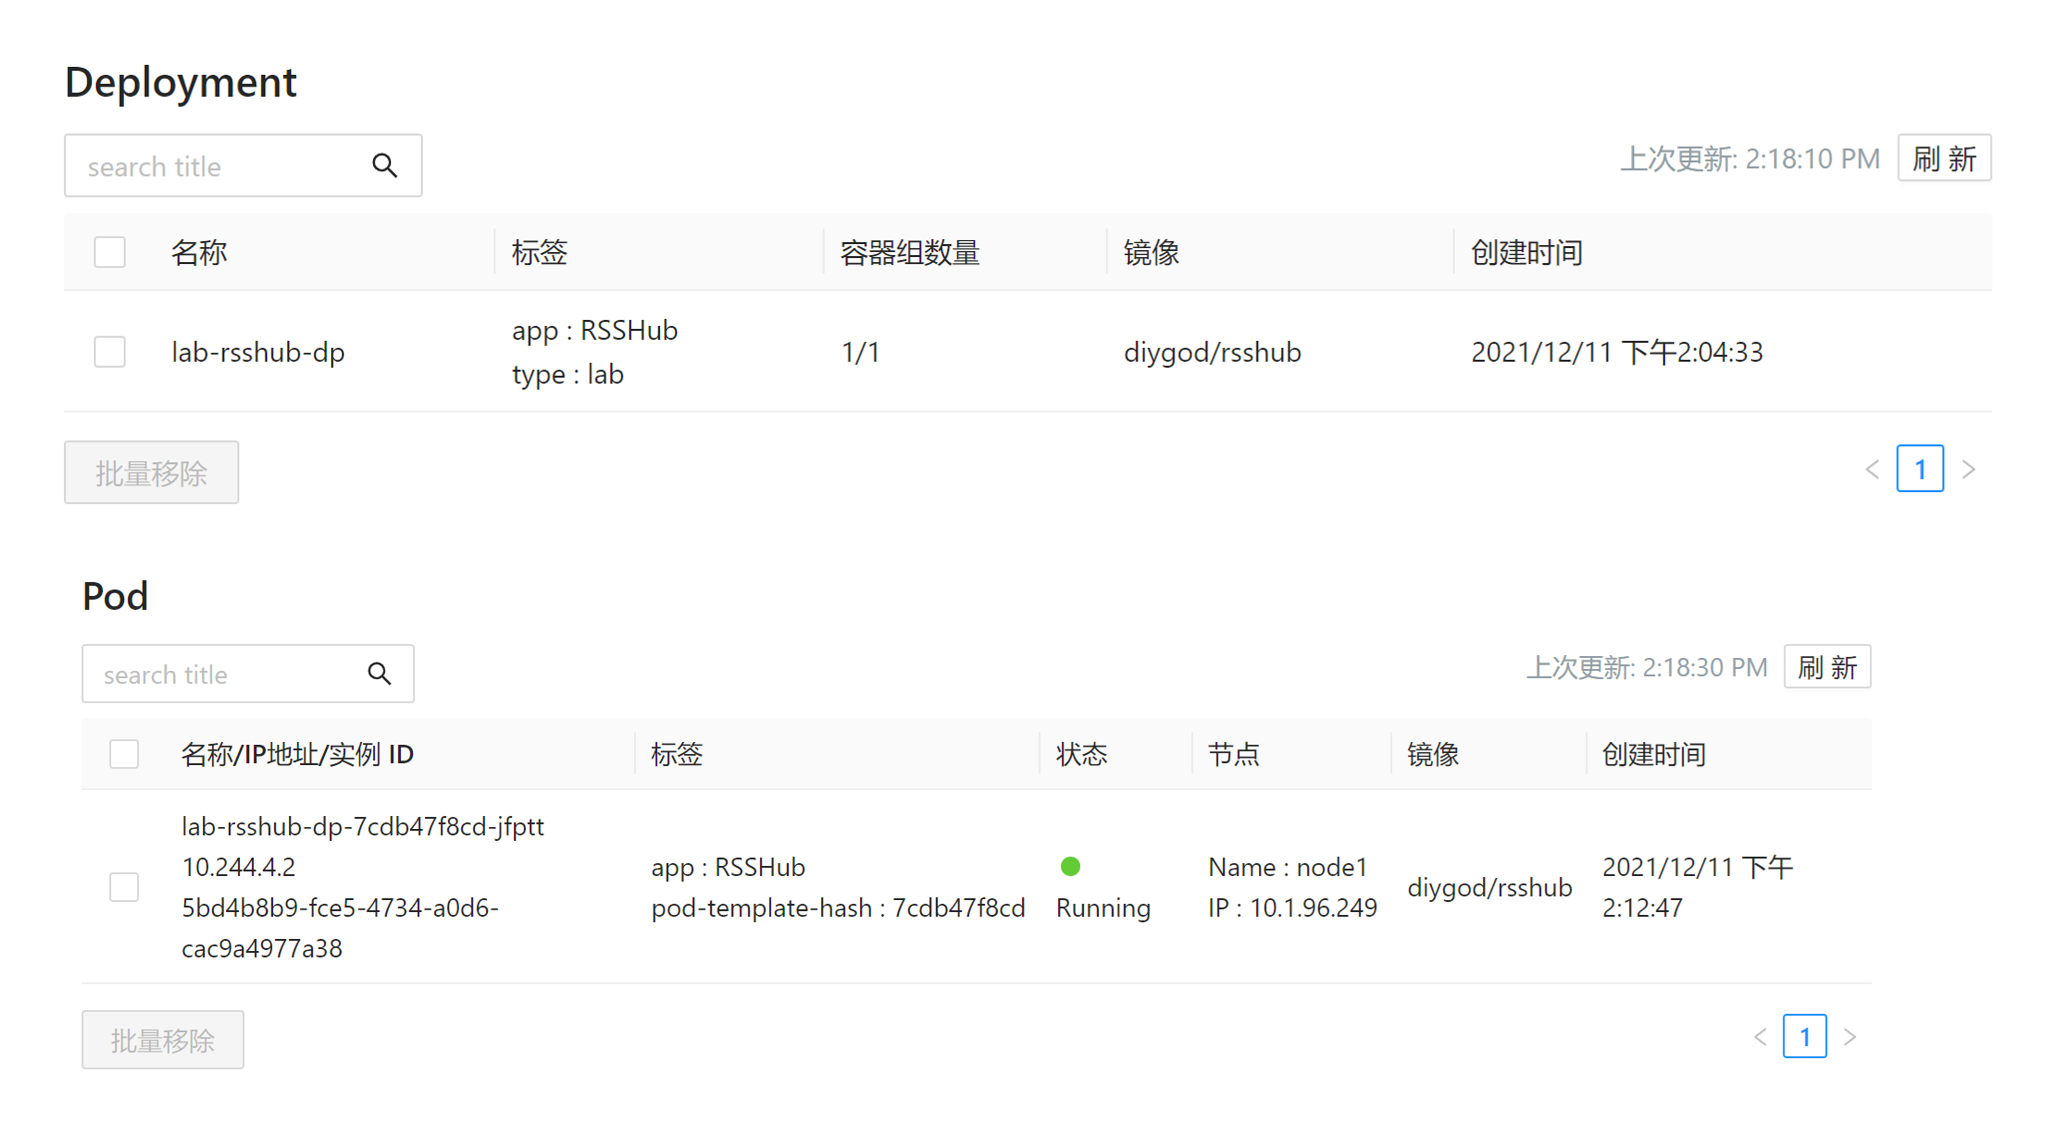 Deployment
search title
上次更新: 2:18:10 PM 刷 新
名称 标签 容器组数量 镜像 创建时间
app : RSSHub
lab-rsshub-dp 1/1 diygod/rsshub 2021/12/11 下午2:04:33
type : lab
批量移除
1
Pod
search title
上次更新: 2:18:30 PM 刷 新
名称/IP地址/实例 ID 标签 状态 节点 镜像 创建时间
lab-rsshub-dp-7cdb47f8cd-jfptt
10.244.4.2
5bd4b8b9-fce5-4734-a0d6-
cac9a4977a38
app : RSSHub
pod-template-hash : 7cdb47f8cd
Running
Name : node1
IP : 10.1.96.249
diygod/rsshub
2021/12/11 下午
2:12:47
批量移除
1